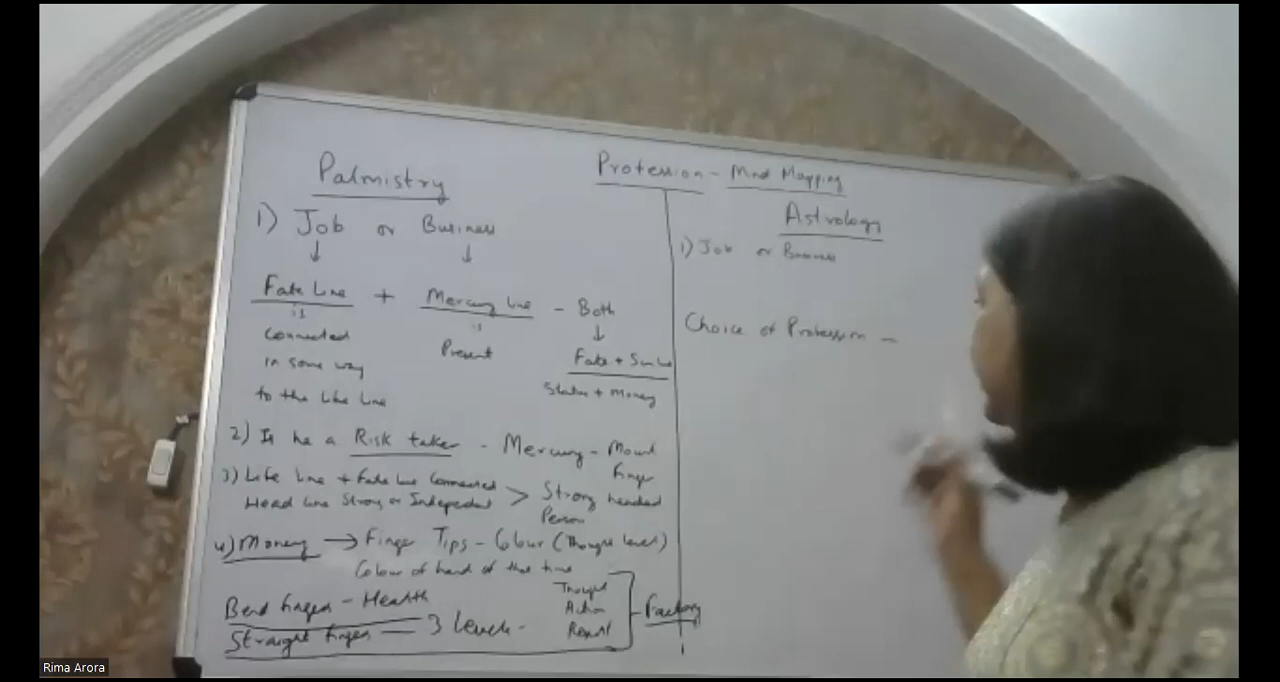 Profession - Mind Mapping
Palmistry
1) Job or Business
Fate Line + Mercury Line - Both
is
Connected
in some way
to the Life Line
is
Present
Fate + Sun Line
Status + Money
2) Is he a Risk taker - Mercury - Mount
finger
3) Life Line + Fate Line Connected
Head Line Strong or Independent > Strong headed
Person
4) Money → Finger Tips - Colour (Thought level)
Colour of hand of that time
Bend fingers - Health
Straight fingers — 3 levels -
Thought
Action
Result
Factory
Astrology
1) Job or Business
Choice of Profession -
Rima Arora